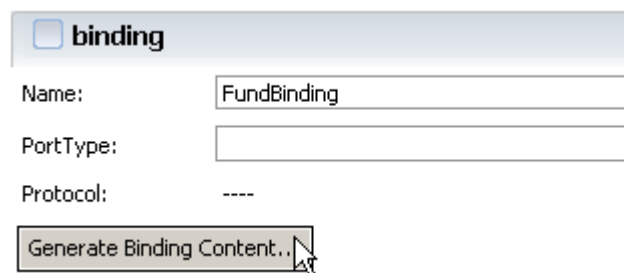 binding
Name: FundBinding
PortType:
Protocol: ----
Generate Binding Content...